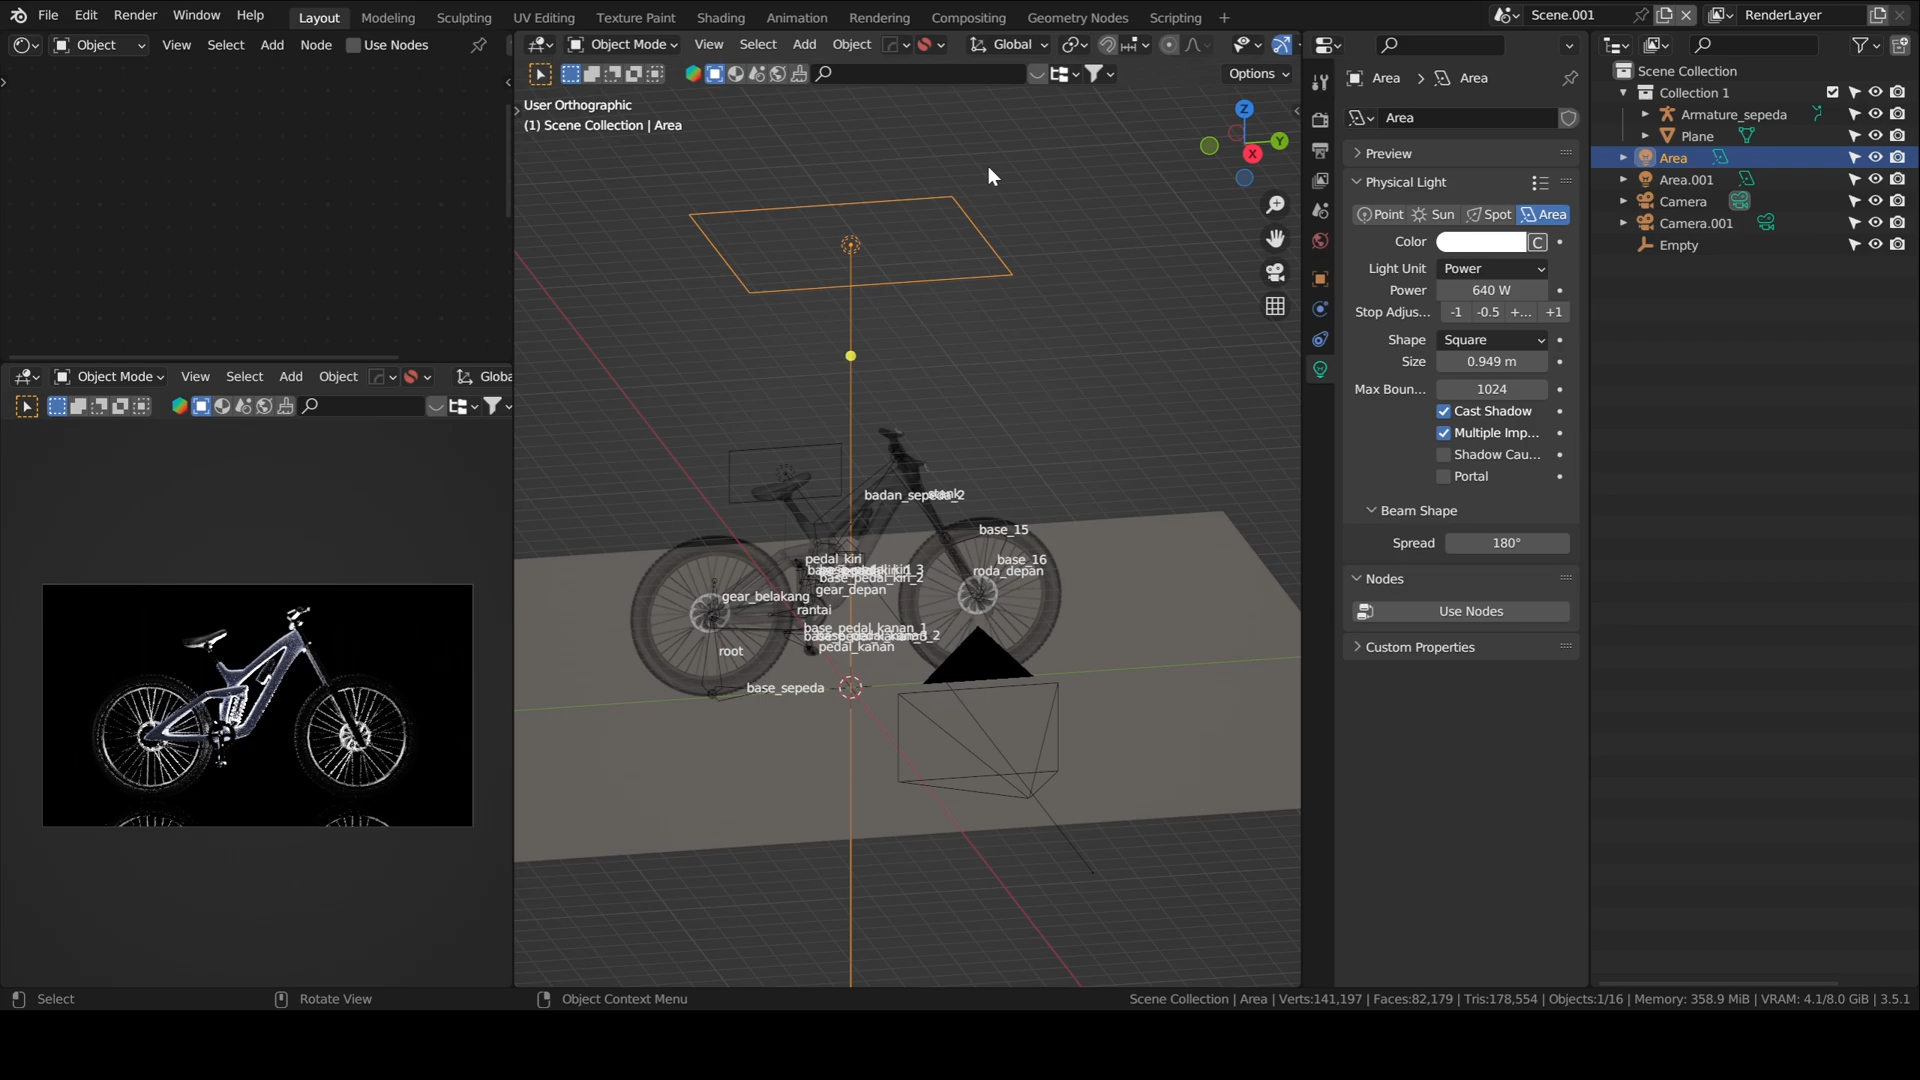 File Edit Render Window Help Layout Modeling Sculpting UV Editing Texture Paint Shading Animation Rendering Compositing Geometry Nodes Scripting + Scene.001 RenderLayer
Object View Select Add Node Use Nodes
Object Mode View Select Add Object Global
Options
User Orthographic
(1) Scene Collection | Area
Z
Y
X
badan_sepeda_2
base_15
base_16
roda_depan
pedal_kiri
base_pedal_kiri_2
gear_depan
gear_belakang
rantai
base_pedal_kanan_1
pedal_kanan
root
base_sepeda
Object Mode View Select Add Object Globa
Area > Area
Area
Preview
Physical Light
Point Sun Spot Area
Color C
Light Unit Power
Power 640 W
Stop Adjus... -1 -0.5 +... +1
Shape Square
Size 0.949 m
Max Boun... 1024
Cast Shadow
Multiple Imp...
Shadow Cau...
Portal
Beam Shape
Spread 180°
Nodes
Use Nodes
Custom Properties
Scene Collection
Collection 1
Armature_sepeda
Plane
Area
Area.001
Camera
Camera.001
Empty
Select Rotate View Object Context Menu Scene Collection | Area | Verts:141,197 | Faces:82,179 | Tris:178,554 | Objects:1/16 | Memory: 358.9 MiB | VRAM: 4.1/8.0 GiB | 3.5.1